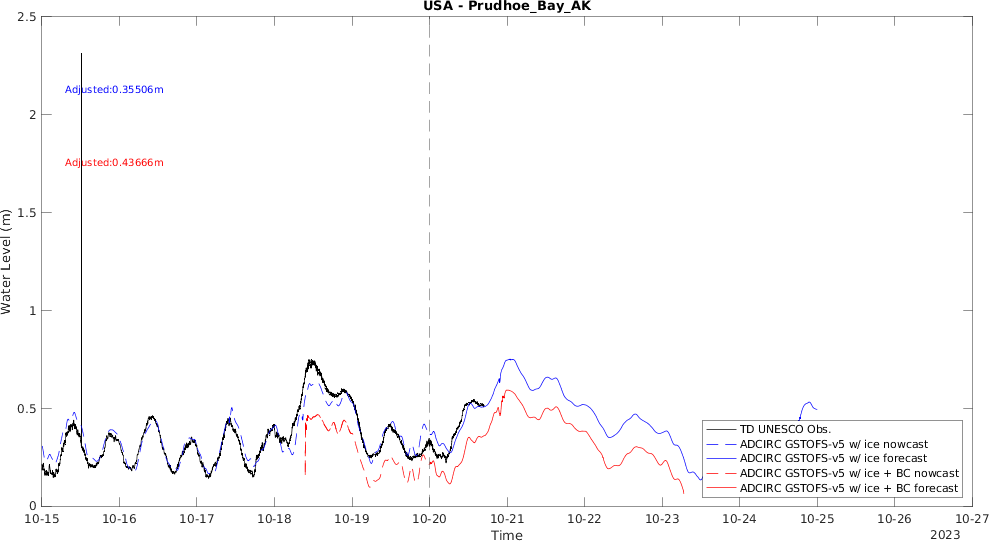 USA - Prudhoe_Bay_AK
2.5
2
1.5
1
0.5
0
Water Level (m)
Adjusted:0.35506m
Adjusted:0.43666m
TD UNESCO Obs.
ADCIRC GSTOFS-v5 w/ ice nowcast
ADCIRC GSTOFS-v5 w/ ice forecast
ADCIRC GSTOFS-v5 w/ ice + BC nowcast
ADCIRC GSTOFS-v5 w/ ice + BC forecast
10-15 10-16 10-17 10-18 10-19 10-20 10-21 10-22 10-23 10-24 10-25 10-26 10-27
Time
2023